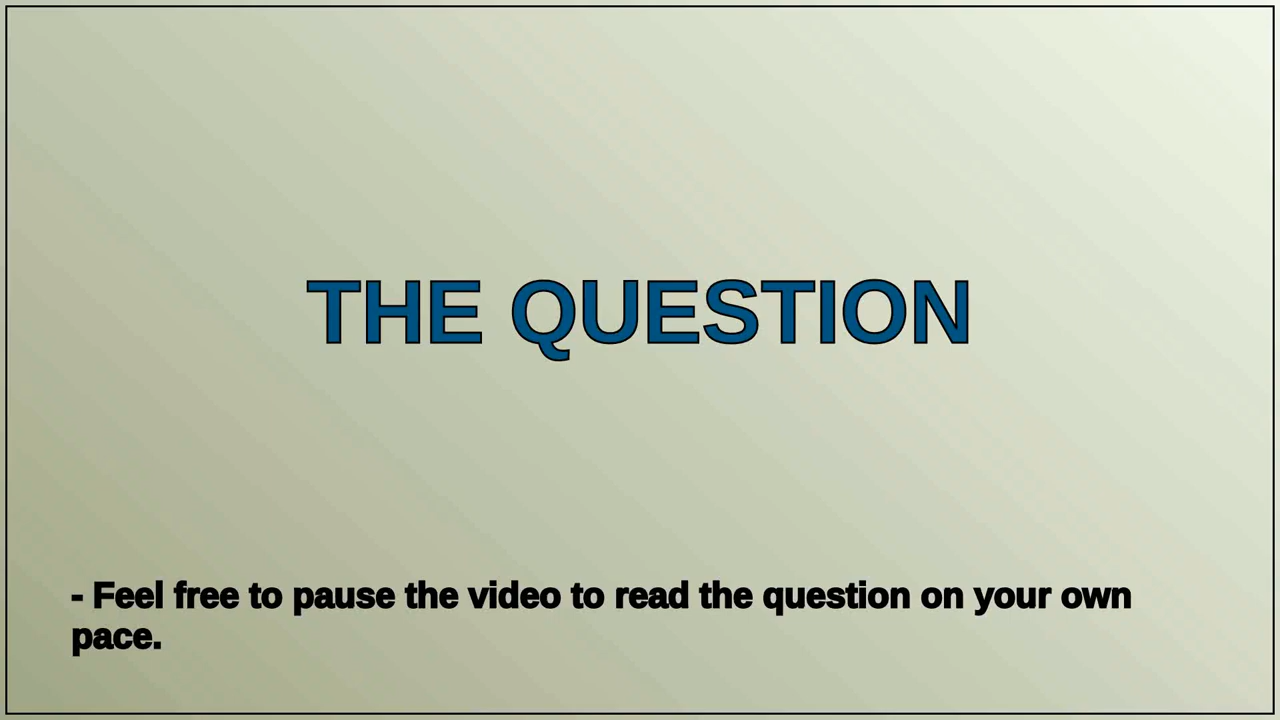 THE QUESTION
- Feel free to pause the video to read the question on your own
pace.